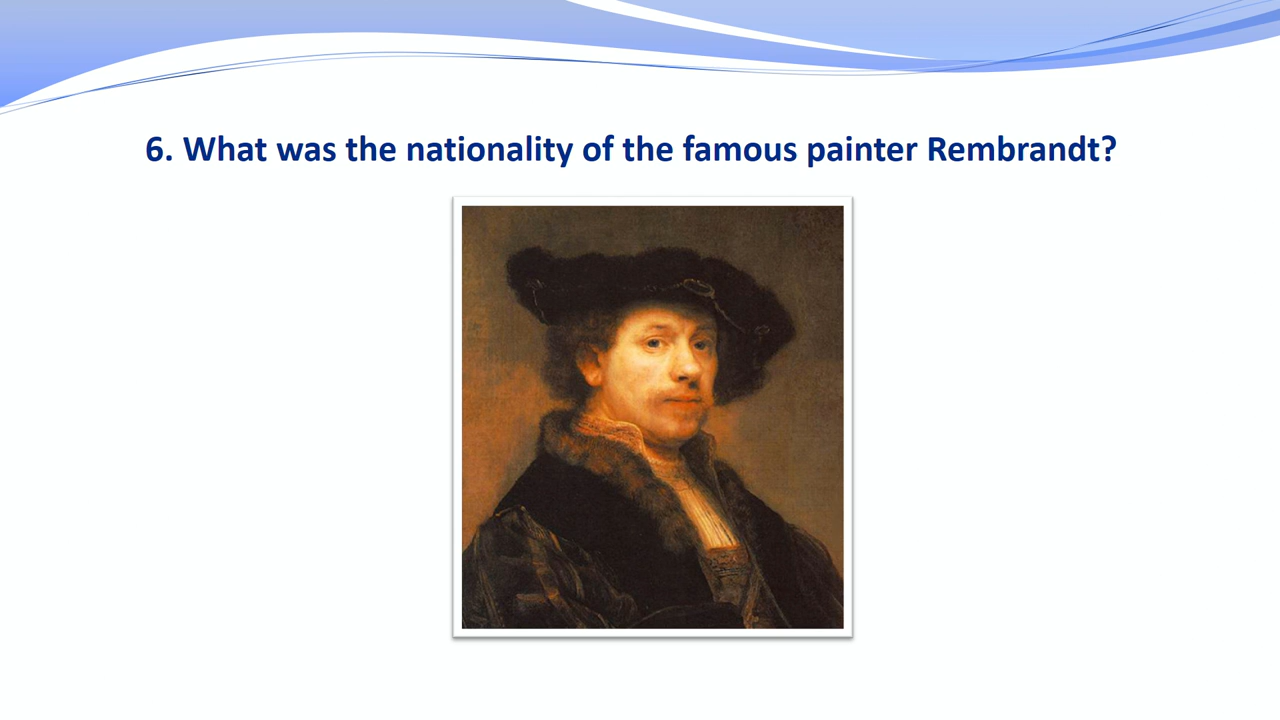 6. What was the nationality of the famous painter Rembrandt?